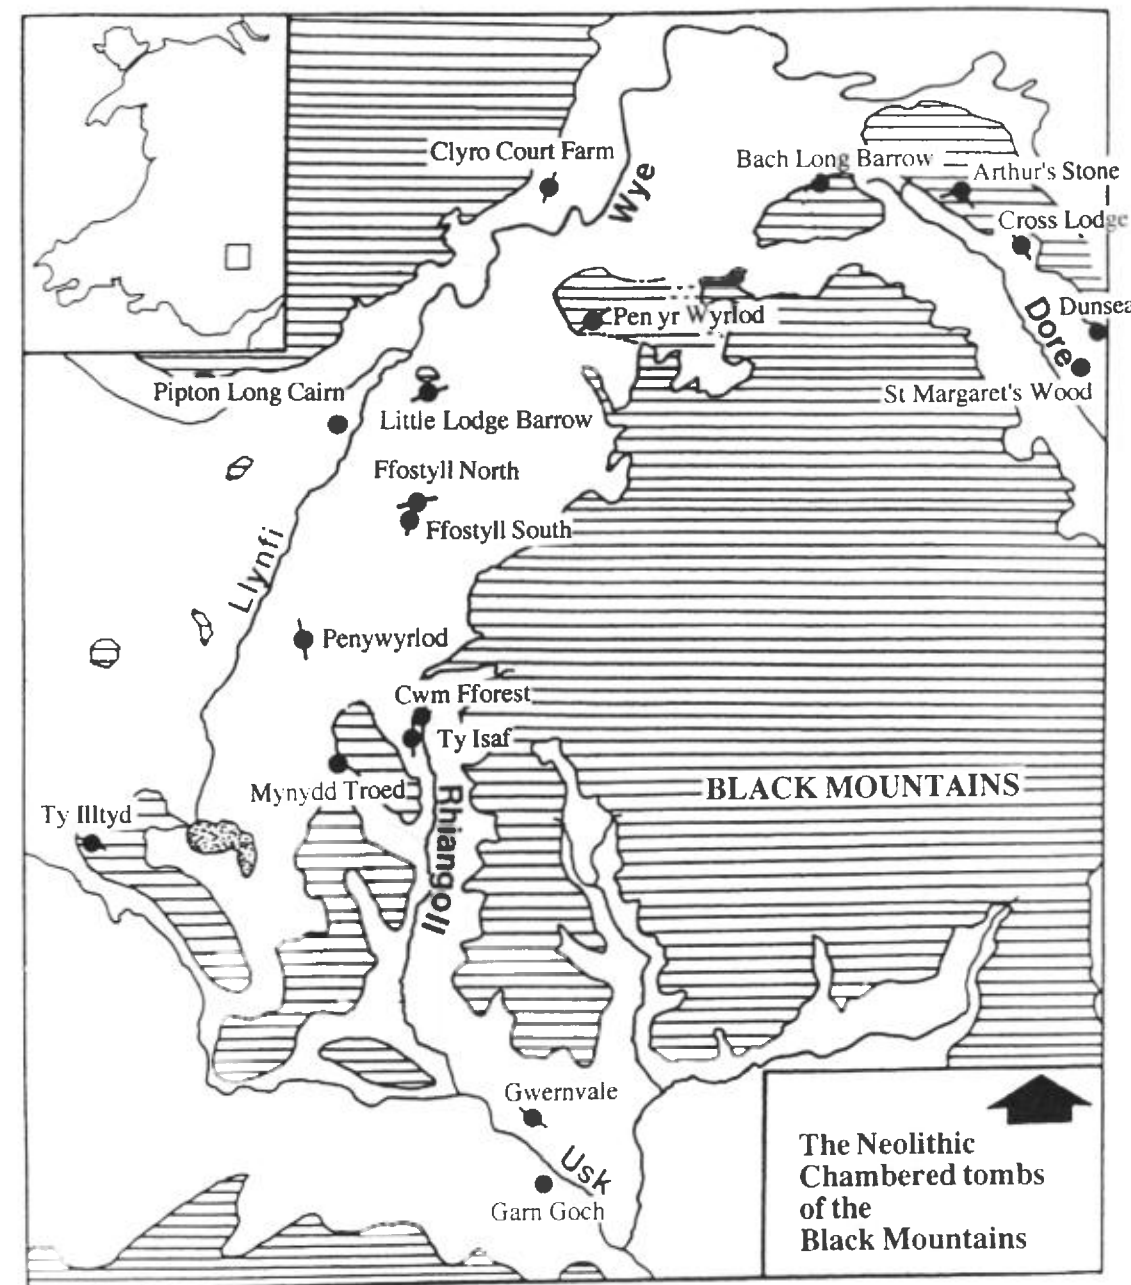 Clyro Court Farm
Wye
Bach Long Barrow
Arthur's Stone
Cross Lodge
Pen yr Wyrlod
Dore
Dunsea
St Margaret's Wood
Pipton Long Cairn
Little Lodge Barrow
Ffostyll North
Ffostyll South
Llynfi
Penywyrlod
Cwm Fforest
Ty Isaf
Mynydd Troed
BLACK MOUNTAINS
Ty Illtyd
Rhiangoll
Gwernvale
Usk
Garn Goch
The Neolithic
Chambered tombs
of the
Black Mountains